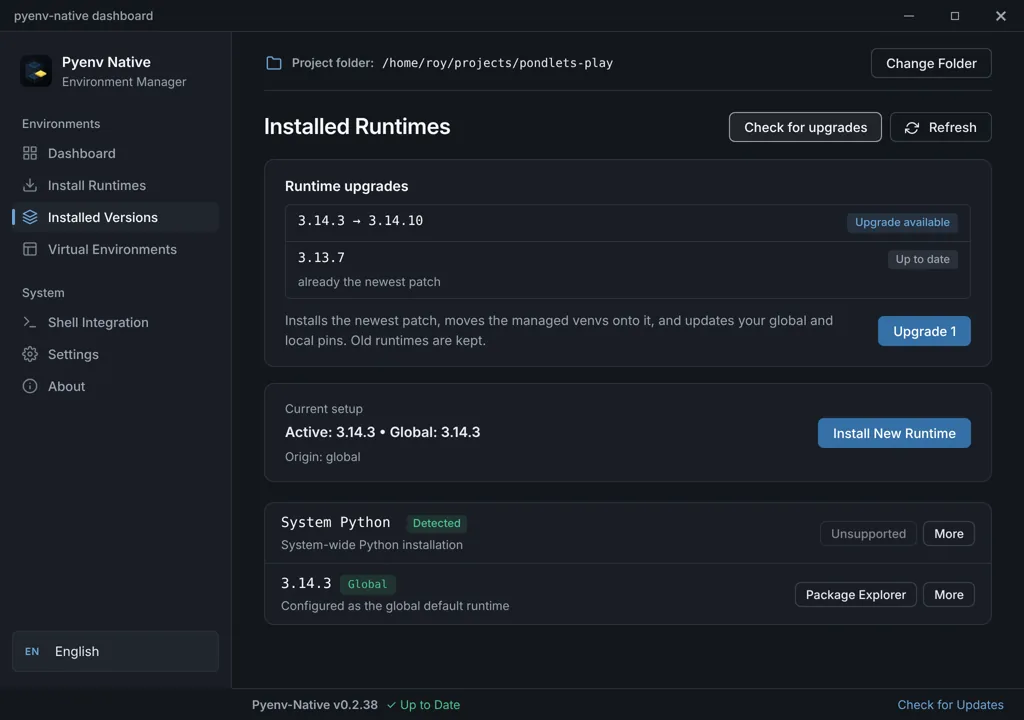 pyenv-native dashboard
Pyenv Native
Environment Manager
Environments
Dashboard
Install Runtimes
Installed Versions
Virtual Environments
System
Shell Integration
Settings
About
EN English
Project folder: /home/roy/projects/pondlets-play
Change Folder
Installed Runtimes
Check for upgrades
Refresh
Runtime upgrades
3.14.3 → 3.14.10
Upgrade available
3.13.7
Up to date
already the newest patch
Installs the newest patch, moves the managed venvs onto it, and updates your global and
local pins. Old runtimes are kept.
Upgrade 1
Current setup
Active: 3.14.3 • Global: 3.14.3
Origin: global
Install New Runtime
System Python Detected
System-wide Python installation
Unsupported
More
3.14.3 Global
Configured as the global default runtime
Package Explorer
More
Pyenv-Native v0.2.38 ✓ Up to Date
Check for Updates